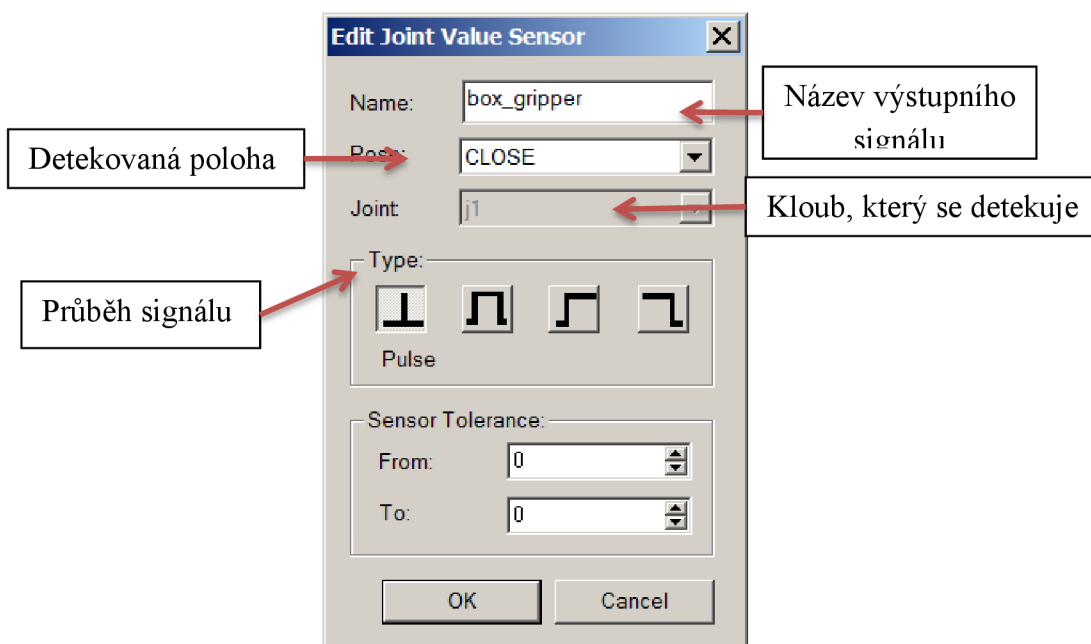 Edit Joint Value Sensor
Name:
box_gripper
Název výstupního
signálu
Detekovaná poloha
Pose:
CLOSE
Joint:
j1
Kloub, který se detekuje
Type:
Průběh signálu
Pulse
Sensor Tolerance:
From:
0
To:
0
OK
Cancel